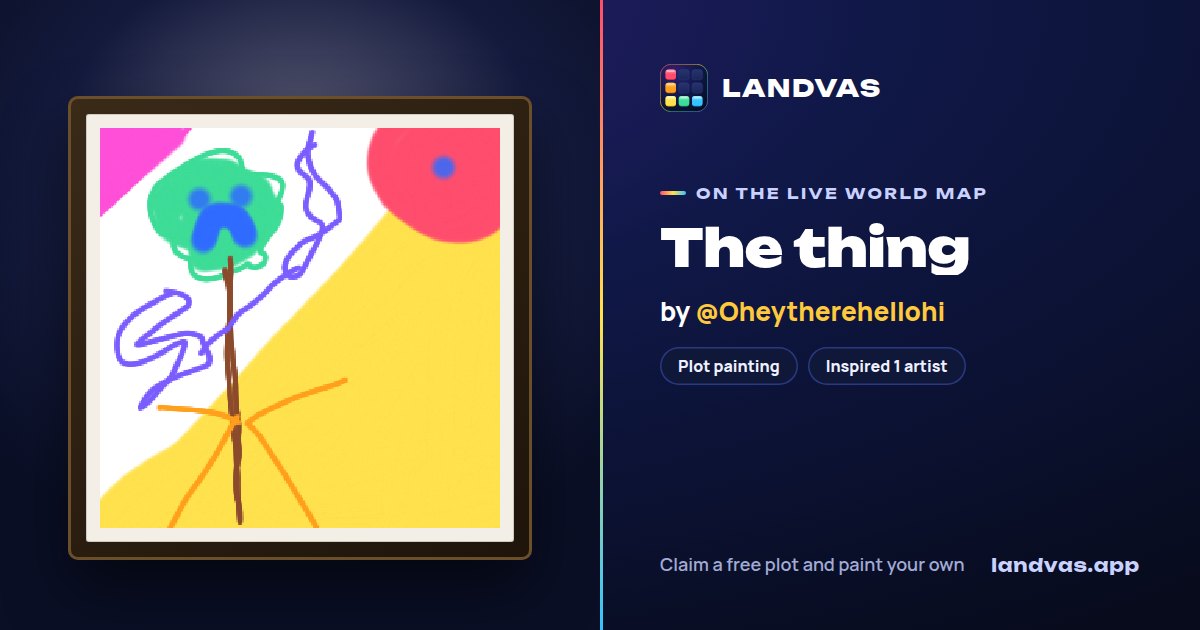 LANDVAS
ON THE LIVE WORLD MAP
The thing
by @Oheytherehellohi
Plot painting
Inspired 1 artist
Claim a free plot and paint your own landvas.app